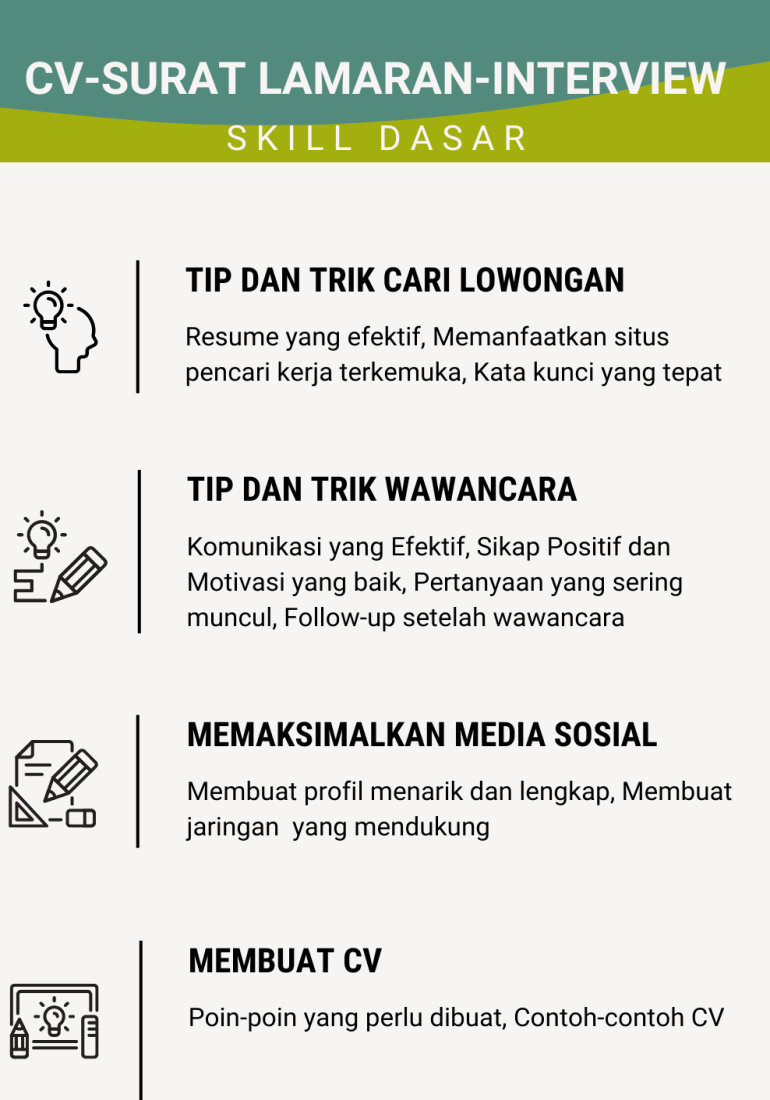 CV-SURAT LAMARAN-INTERVIEW
SKILL DASAR
TIP DAN TRIK CARI LOWONGAN
Resume yang efektif, Memanfaatkan situs
pencari kerja terkemuka, Kata kunci yang tepat
TIP DAN TRIK WAWANCARA
Komunikasi yang Efektif, Sikap Positif dan
Motivasi yang baik, Pertanyaan yang sering
muncul, Follow-up setelah wawancara
MEMAKSIMALKAN MEDIA SOSIAL
Membuat profil menarik dan lengkap, Membuat
jaringan  yang mendukung
MEMBUAT CV
Poin-poin yang perlu dibuat, Contoh-contoh CV